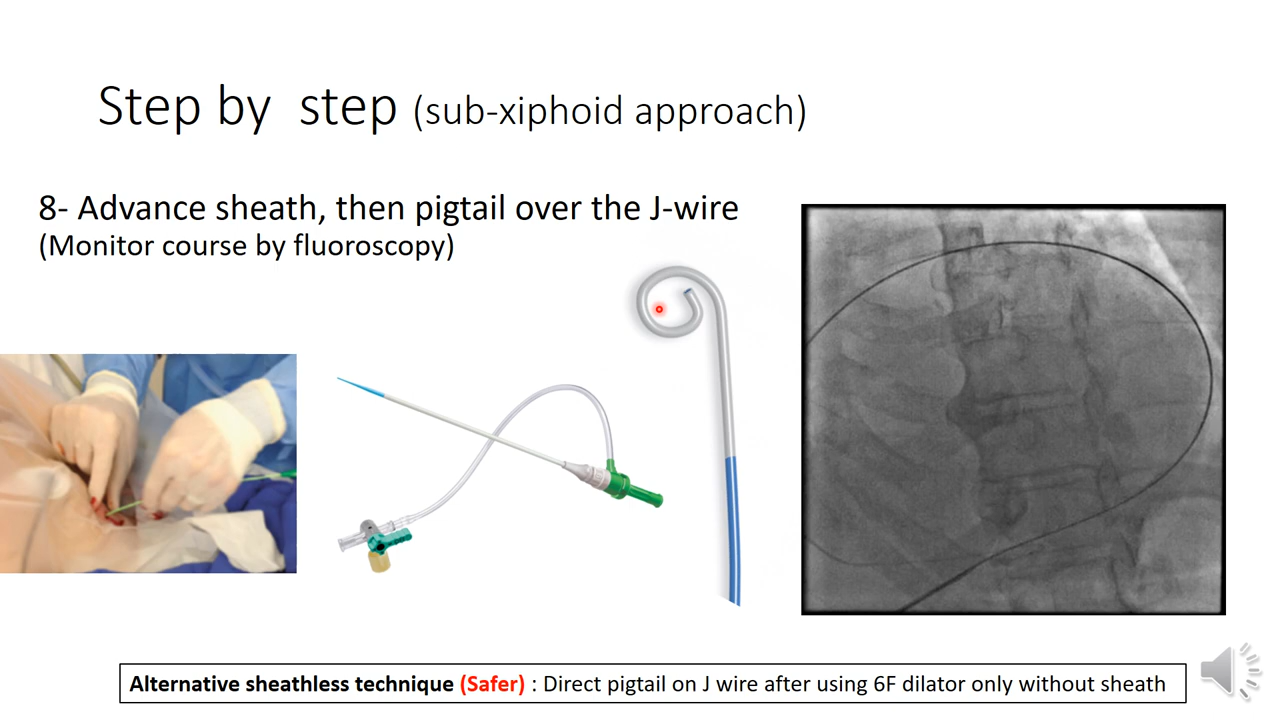 Step by step (sub-xiphoid approach)
8- Advance sheath, then pigtail over the J-wire
(Monitor course by fluoroscopy)
Alternative sheathless technique (Safer) : Direct pigtail on J wire after using 6F dilator only without sheath